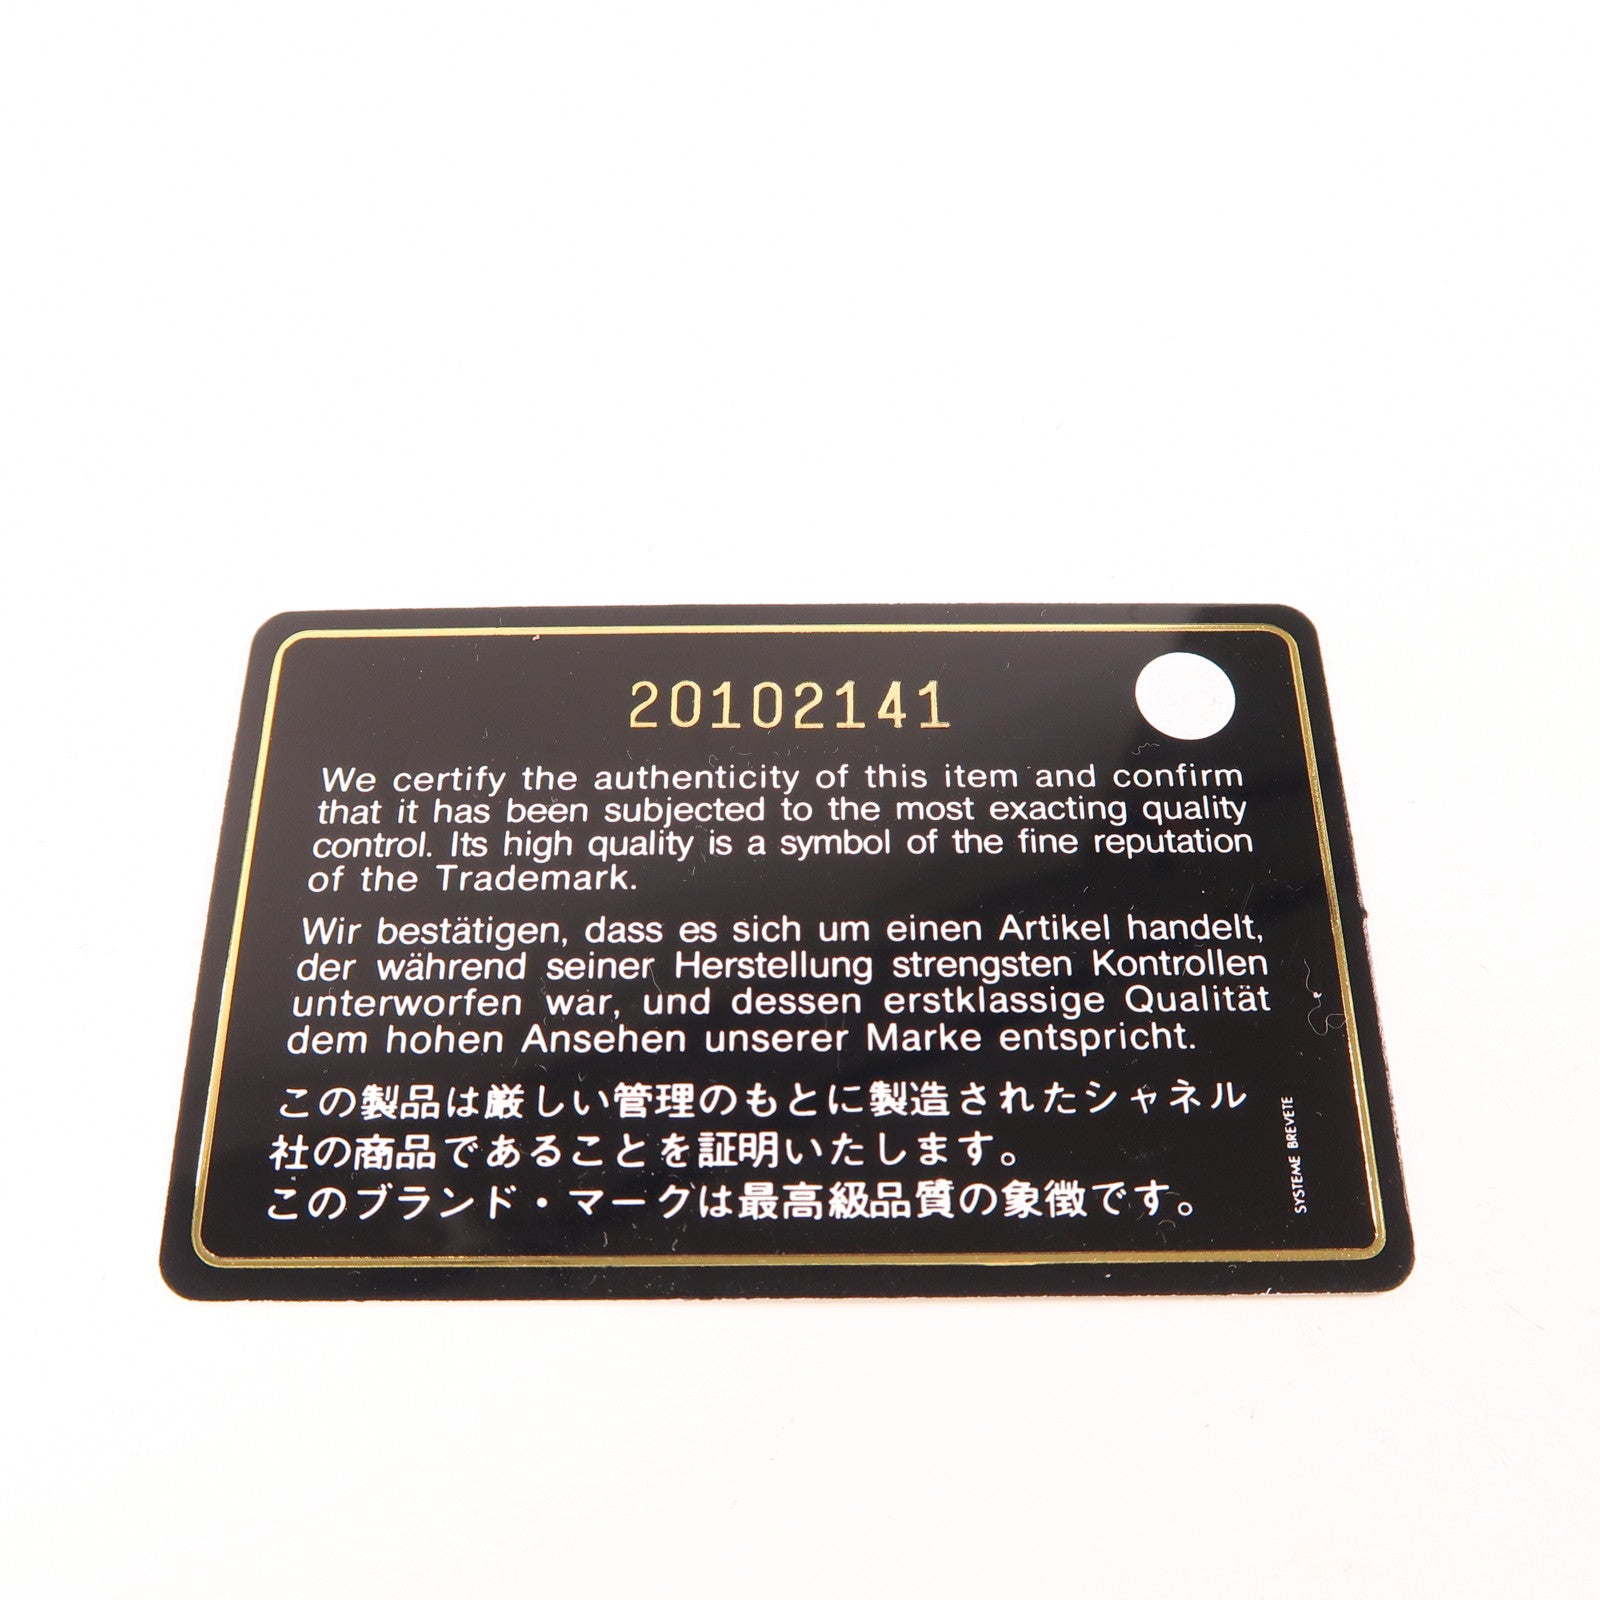 20102141
We certify the authenticity of this item and confirm
that it has been subjected to the most exacting quality
control. Its high quality is a symbol of the fine reputation
of the Trademark.
Wir bestätigen, dass es sich um einen Artikel handelt,
der während seiner Herstellung strengsten Kontrollen
unterworfen war, und dessen erstklassige Qualität
dem hohen Ansehen unserer Marke entspricht.
この製品は厳しい管理のもとに製造されたシャネル
社の商品であることを証明いたします。
このブランド・マークは最高級品質の象徴です。
SYSTEME BREVETE